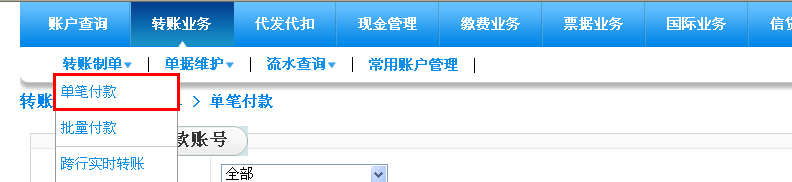 账户查询 转账业务 代发代扣 现金管理 缴费业务 票据业务 国际业务 信贷
转账制单 单据维护 流水查询 常用账户管理
单笔付款
转账 > 单笔付款
批量付款
款账号
跨行实时转账
全部